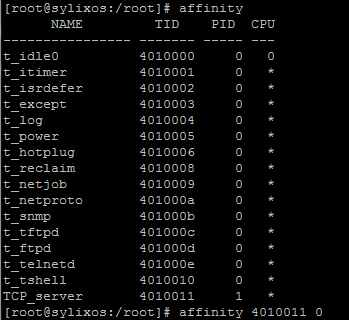 [root@sylixos:/root]# affinity
      NAME         TID    PID  CPU
---------------- ------- ----- ---
t_idle0          4010000     0   0
t_itimer         4010001     0   *
t_isrdefer       4010002     0   *
t_except         4010003     0   *
t_log            4010004     0   *
t_power          4010005     0   *
t_hotplug        4010006     0   *
t_reclaim        4010008     0   *
t_netjob         4010009     0   *
t_netproto       401000a     0   *
t_snmp           401000b     0   *
t_tftpd          401000c     0   *
t_ftpd           401000d     0   *
t_telnetd        401000e     0   *
t_tshell         4010010     0   *
TCP_server       4010011     1   *
[root@sylixos:/root]# affinity 4010011 0